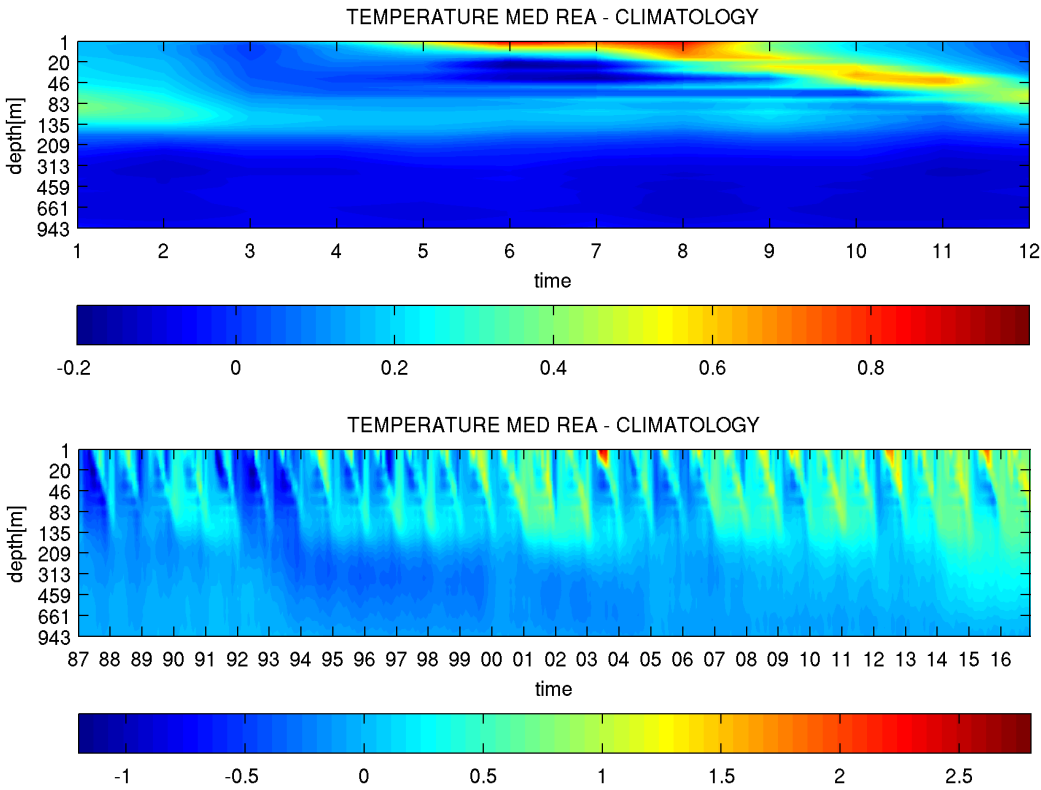 TEMPERATURE MED REA - CLIMATOLOGY
1
20
46
83
135
209
313
459
661
943
depth[m]
1 2 3 4 5 6 7 8 9 10 11 12
time
-0.2 0 0.2 0.4 0.6 0.8
TEMPERATURE MED REA - CLIMATOLOGY
1
20
46
83
135
209
313
459
661
943
depth[m]
87 88 89 90 91 92 93 94 95 96 97 98 99 00 01 02 03 04 05 06 07 08 09 10 11 12 13 14 15 16
time
-1 -0.5 0 0.5 1 1.5 2 2.5